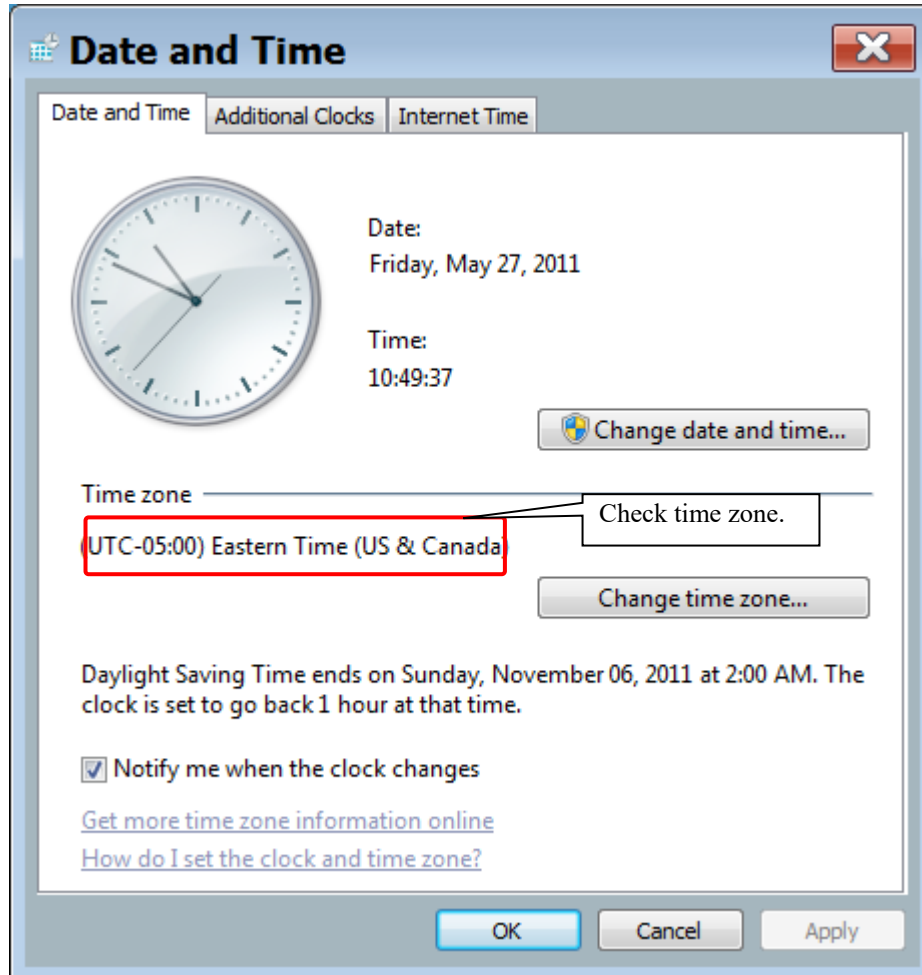 Date and Time
Date and Time
Additional Clocks
Internet Time
Date:
Friday, May 27, 2011
Time:
10:49:37
Change date and time...
Time zone
Check time zone.
(UTC-05:00) Eastern Time (US & Canada)
Change time zone...
Daylight Saving Time ends on Sunday, November 06, 2011 at 2:00 AM. The
clock is set to go back 1 hour at that time.
Notify me when the clock changes
Get more time zone information online
How do I set the clock and time zone?
OK
Cancel
Apply